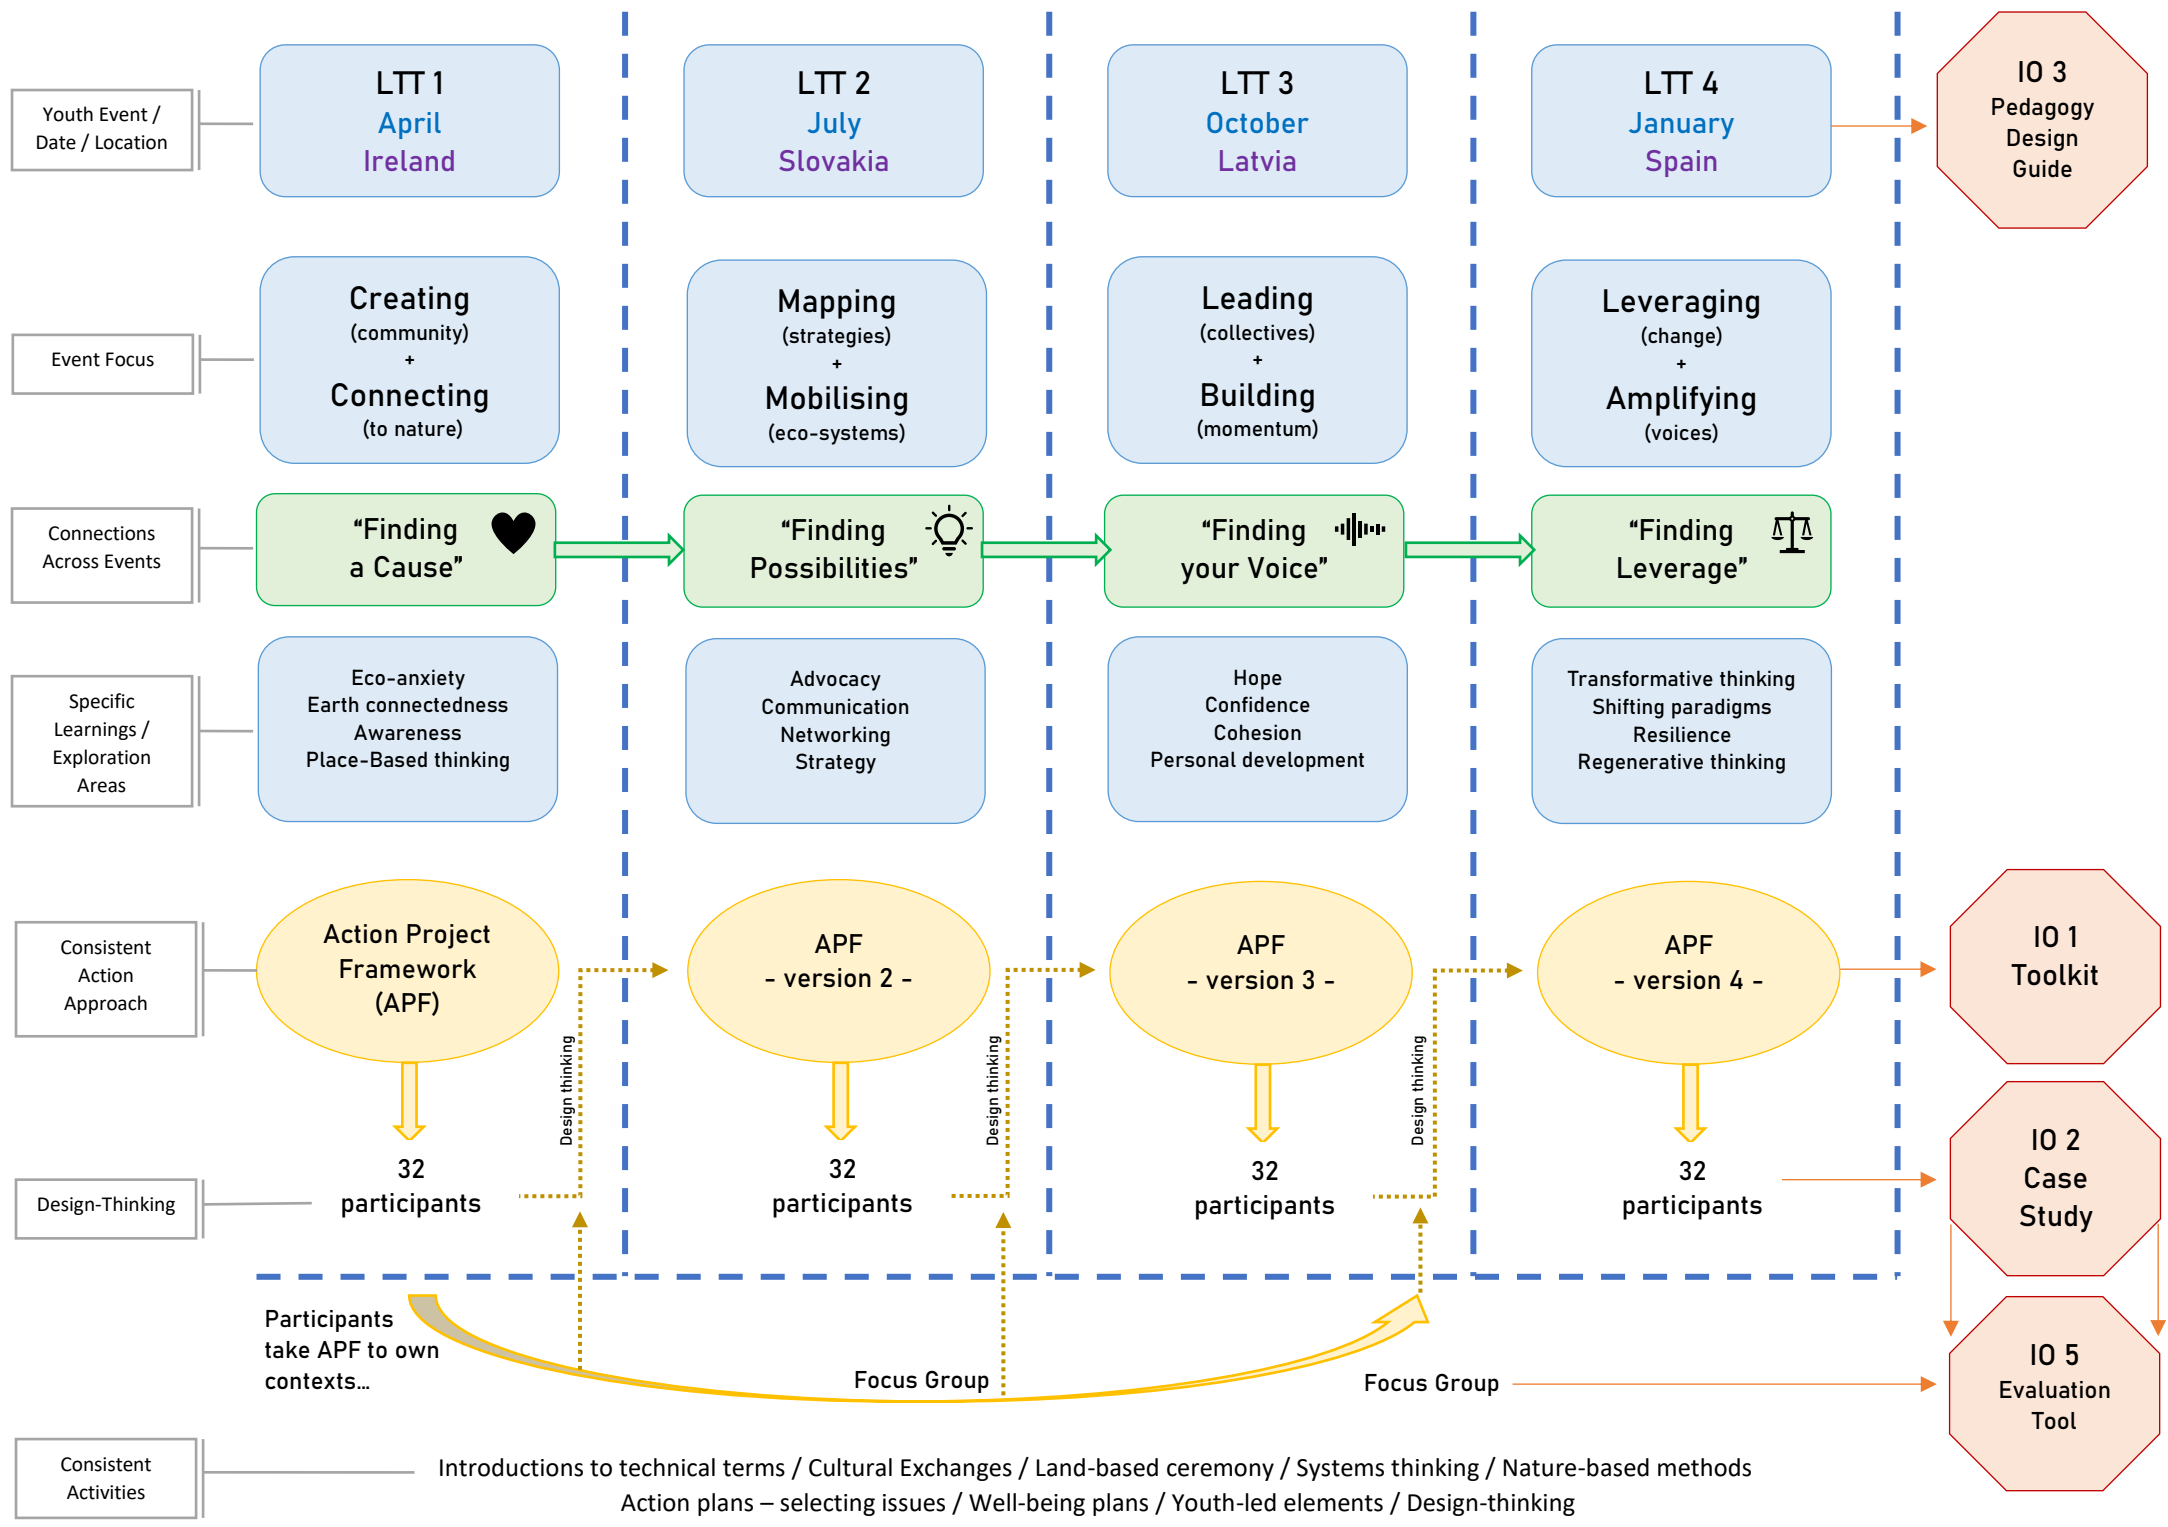 Youth Event /
Date / Location
LTT 1
April
Ireland
LTT 2
July
Slovakia
LTT 3
October
Latvia
LTT 4
January
Spain
IO 3
Pedagogy
Design
Guide
Event Focus
Creating
(community)
+
Connecting
(to nature)
Mapping
(strategies)
+
Mobilising
(eco-systems)
Leading
(collectives)
+
Building
(momentum)
Leveraging
(change)
+
Amplifying
(voices)
Connections
Across Events
“Finding
a Cause”
“Finding
Possibilities”
“Finding
your Voice”
“Finding
Leverage”
Specific
Learnings /
Exploration
Areas
Eco-anxiety
Earth connectedness
Awareness
Place-Based thinking
Advocacy
Communication
Networking
Strategy
Hope
Confidence
Cohesion
Personal development
Transformative thinking
Shifting paradigms
Resilience
Regenerative thinking
Consistent
Action
Approach
Action Project
Framework
(APF)
Design thinking
APF
- version 2 -
Design thinking
APF
- version 3 -
Design thinking
APF
- version 4 -
IO 1
Toolkit
Design-Thinking
32
participants
32
participants
32
participants
32
participants
IO 2
Case
Study
Participants
take APF to own
contexts...
Focus Group
Focus Group
IO 5
Evaluation
Tool
Consistent
Activities
Introductions to technical terms / Cultural Exchanges / Land-based ceremony / Systems thinking / Nature-based methods
Action plans – selecting issues / Well-being plans / Youth-led elements / Design-thinking